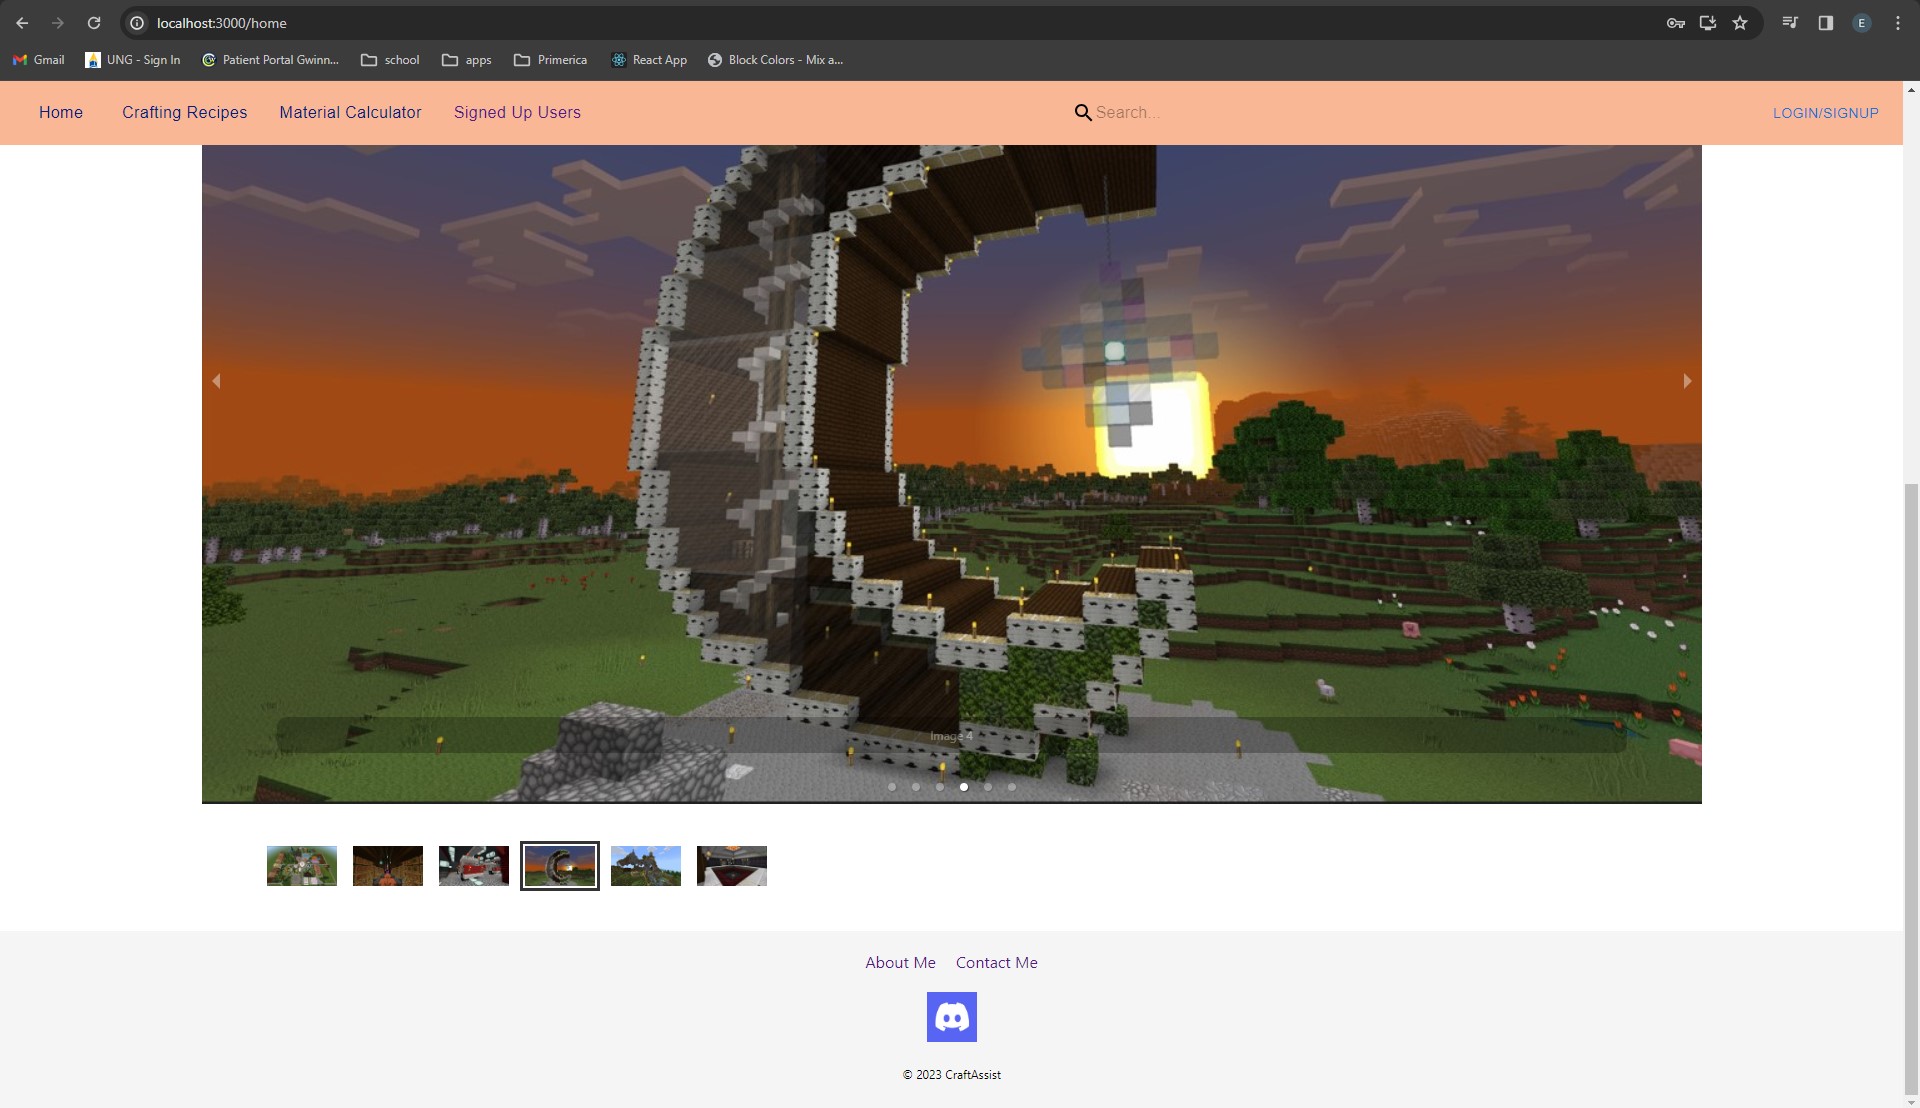 localhost:3000/home
E
Gmail UNG - Sign In Patient Portal Gwinn... school apps Primerica React App Block Colors - Mix a...
Home Crafting Recipes Material Calculator Signed Up Users Search... LOGIN/SIGNUP
Image 4
About Me Contact Me
© 2023 CraftAssist